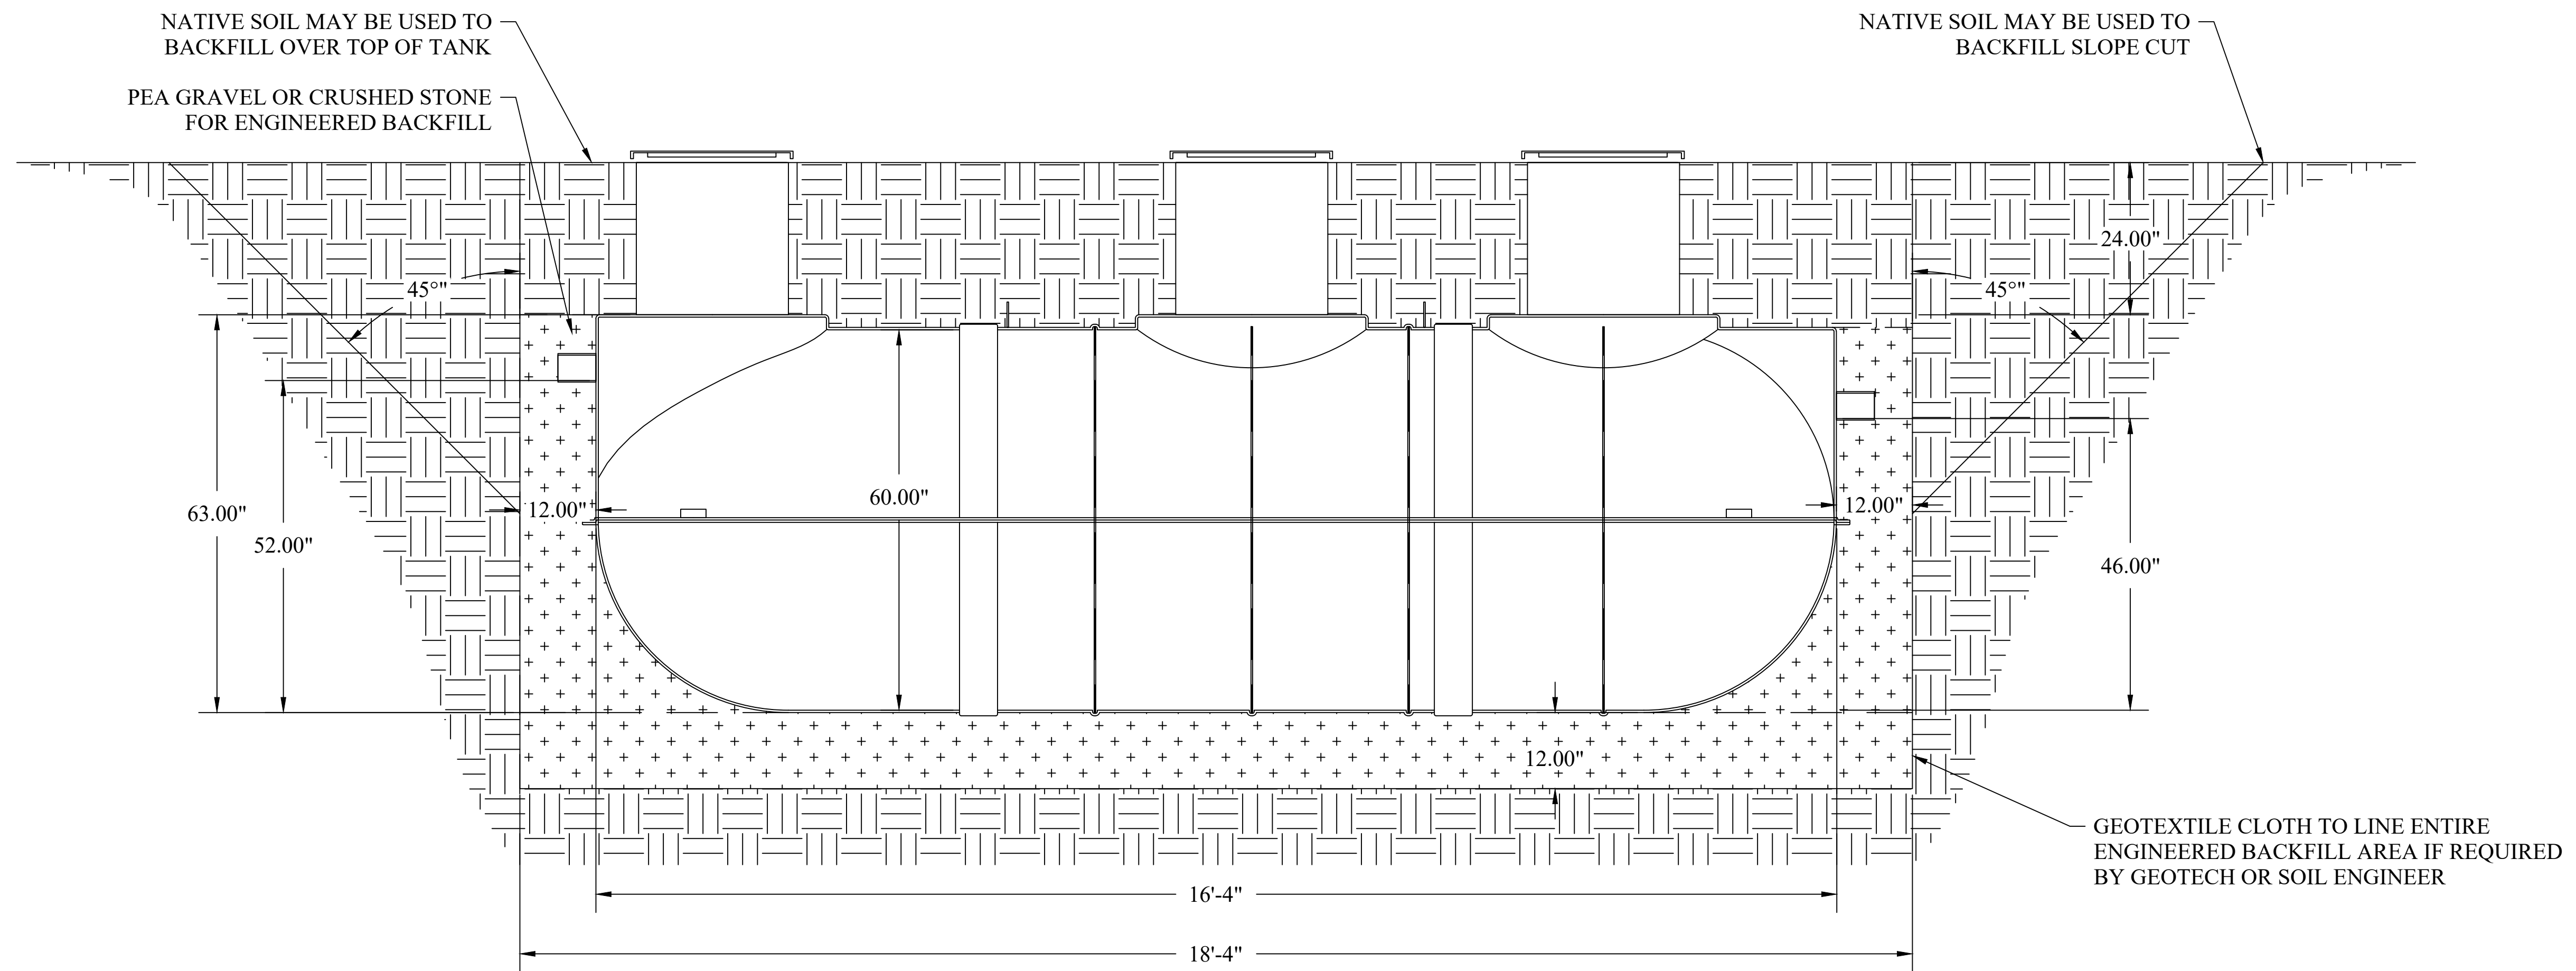 NATIVE SOIL MAY BE USED TO
BACKFILL OVER TOP OF TANK
NATIVE SOIL MAY BE USED TO
BACKFILL SLOPE CUT
PEA GRAVEL OR CRUSHED STONE
FOR ENGINEERED BACKFILL
24.00"
45°"
45°"
60.00"
12.00"
12.00"
63.00"
52.00"
46.00"
12.00"
GEOTEXTILE CLOTH TO LINE ENTIRE
ENGINEERED BACKFILL AREA IF REQUIRED
BY GEOTECH OR SOIL ENGINEER
16'-4"
18'-4"